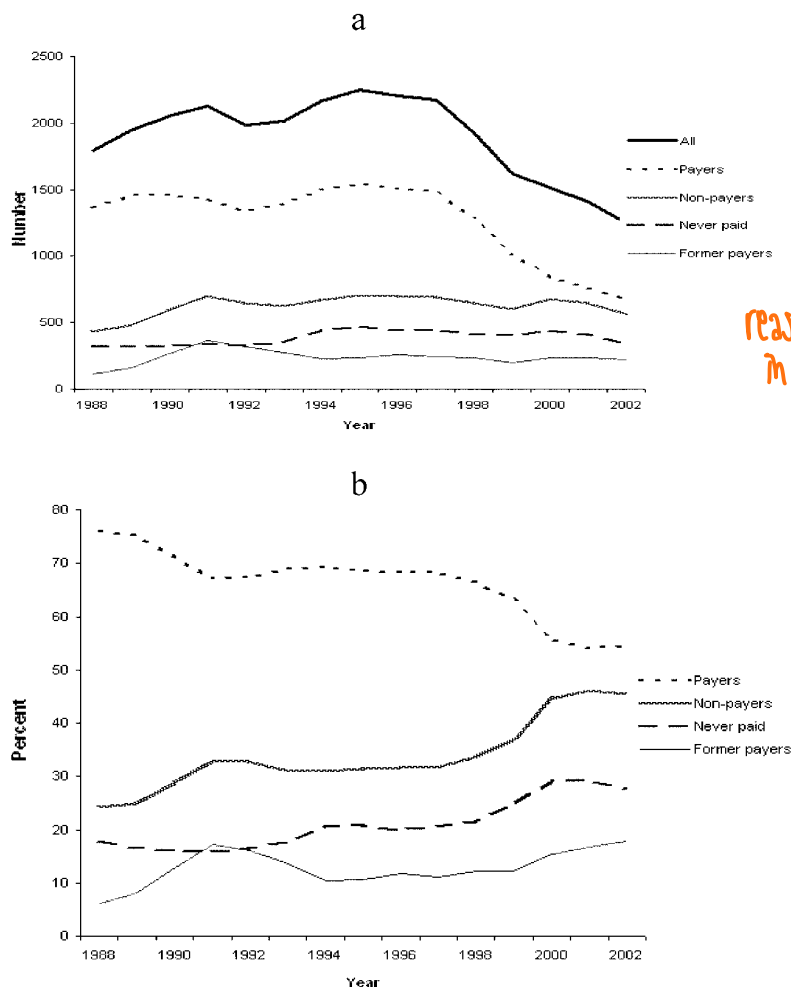 a
2500
2000
1500
1000
500
0
Number
1988 1990 1992 1994 1996 1998 2000 2002
Year
All
Payers
Non-payers
Never paid
Former payers
reas
in
b
80
70
60
50
40
30
20
10
0
Percent
1988 1990 1992 1994 1996 1998 2000 2002
Year
Payers
Non-payers
Never paid
Former payers